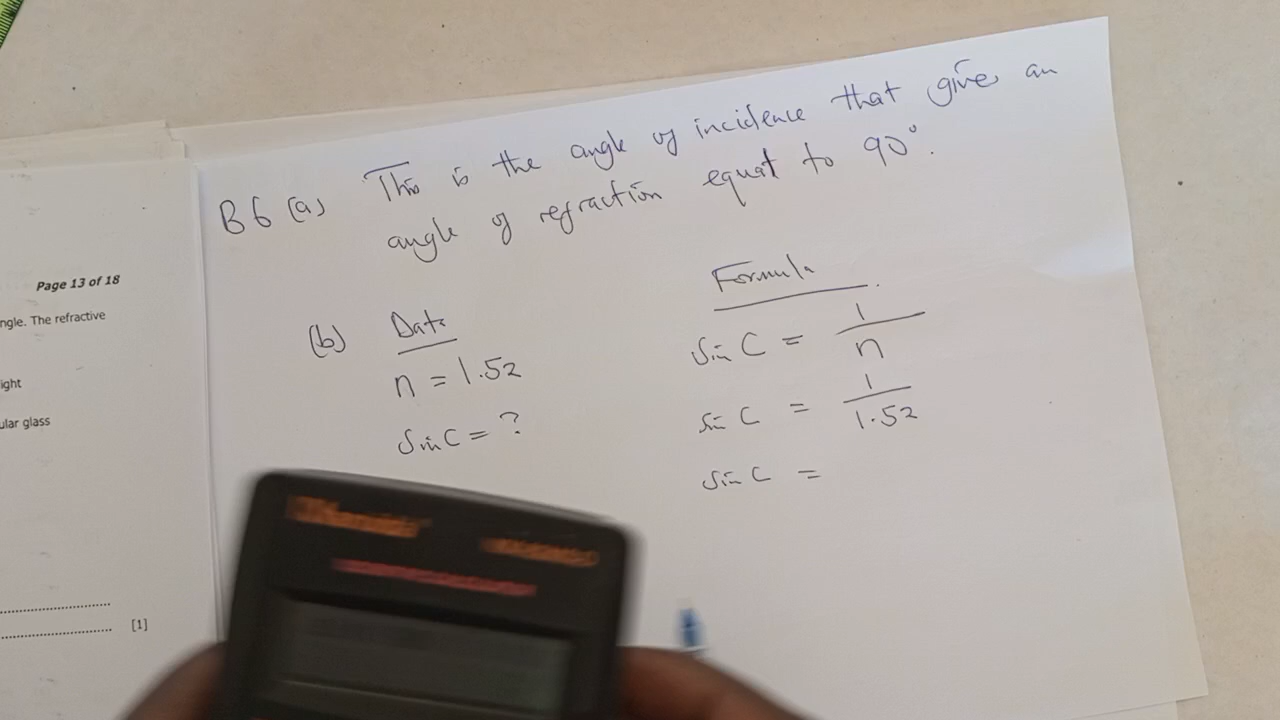 B6 (a) This is the angle of incidence that gives an
angle of refraction equal to 90°.
Page 13 of 18
ngle. The refractive
ight
ular glass
(b) Data
n = 1.52
Sin C = ?
Formula
Sin C = 1/n
Sin C = 1/1.52
Sin C =
[1]